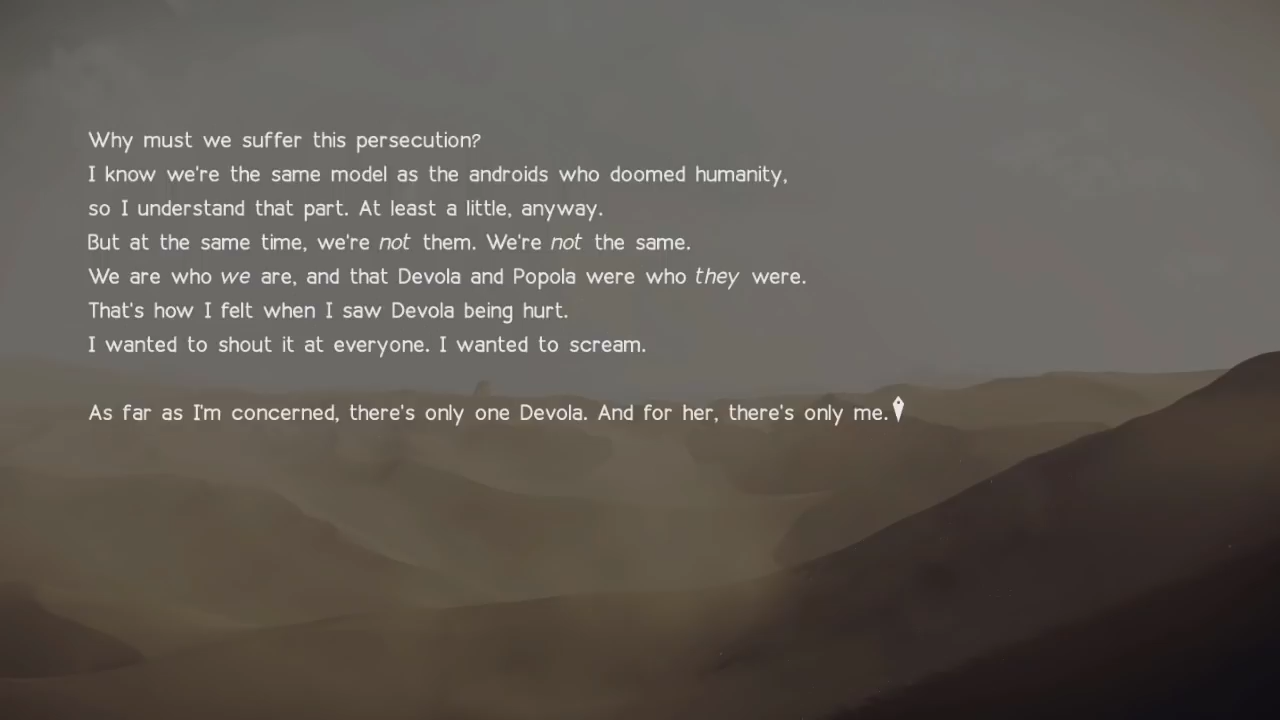 Why must we suffer this persecution?
I know we're the same model as the androids who doomed humanity,
so I understand that part. At least a little, anyway.
But at the same time, we're not them. We're not the same.
We are who we are, and that Devola and Popola were who they were.
That's how I felt when I saw Devola being hurt.
I wanted to shout it at everyone. I wanted to scream.
As far as I'm concerned, there's only one Devola. And for her, there's only me.